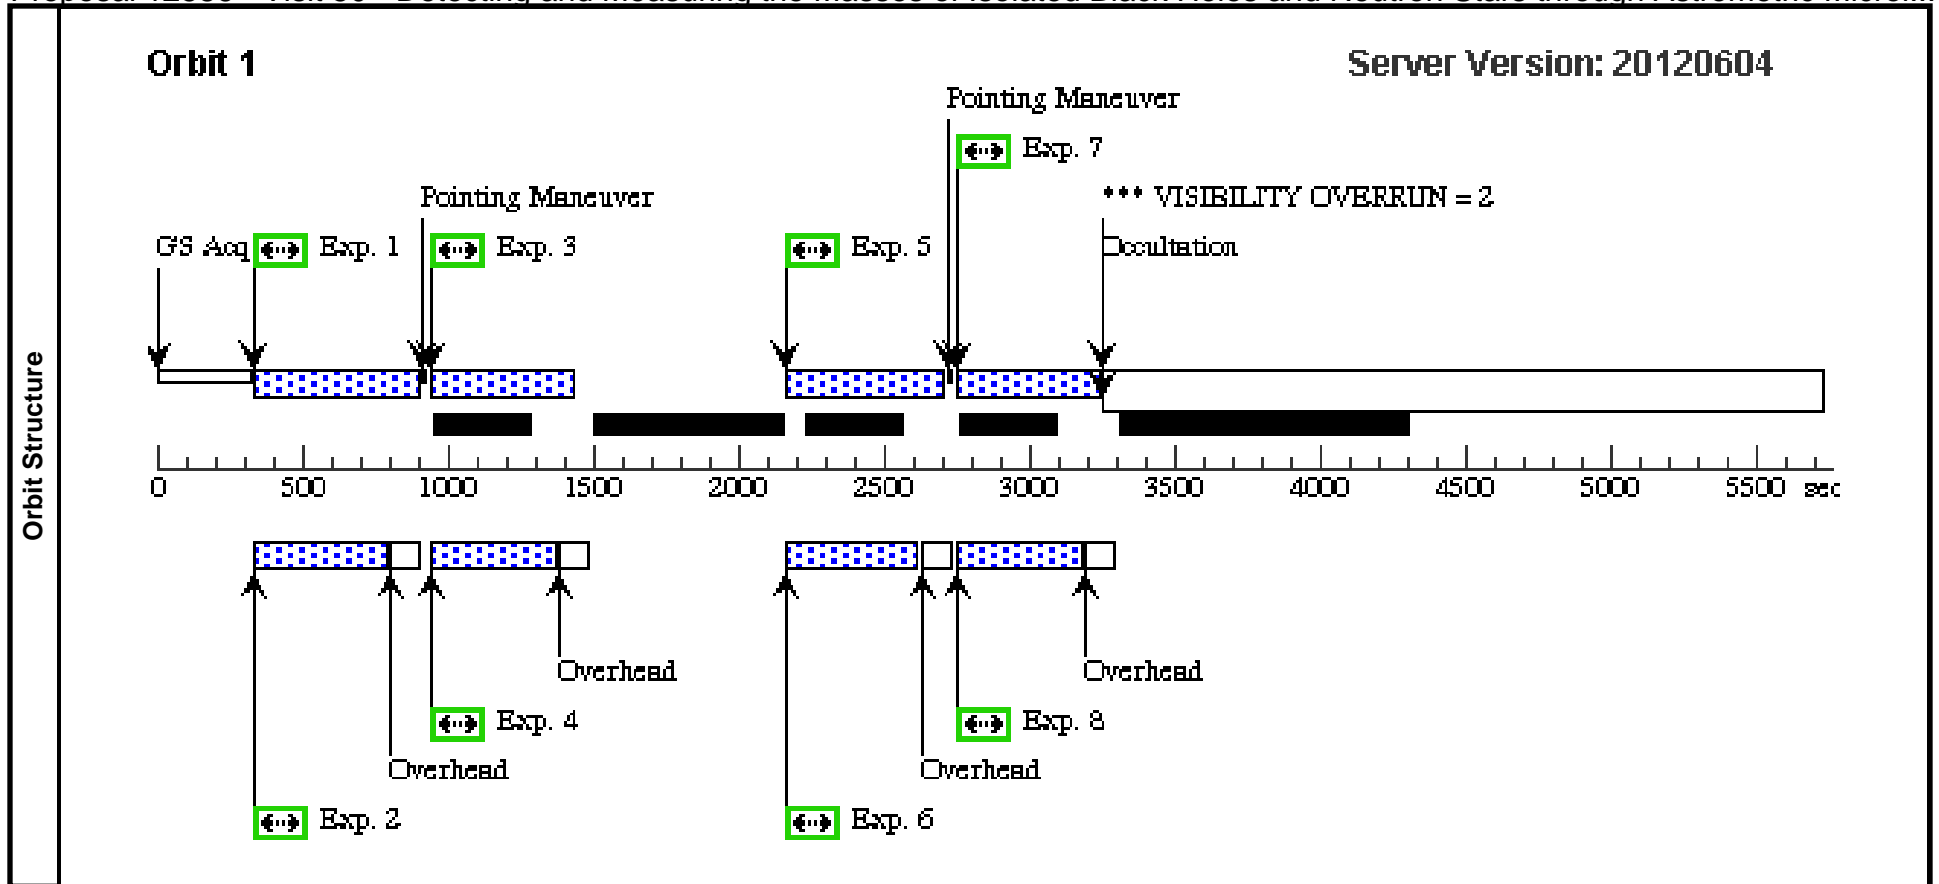 Orbit 1
Server Version: 20120604
Pointing Maneuver
Exp. 7
Pointing Maneuver
*** VISIBILITY OVERRUN = 2
GS Acq
Exp. 1
Exp. 3
Exp. 5
Occultation
Orbit Structure
0 500 1000 1500 2000 2500 3000 3500 4000 4500 5000 5500 sec
Overhead
Overhead
Exp. 4
Exp. 8
Overhead
Overhead
Exp. 2
Exp. 6